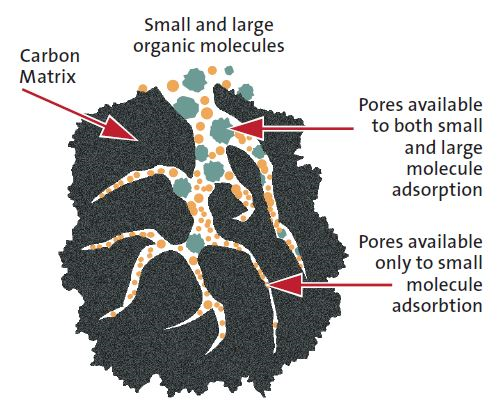 Small and large
organic molecules
Carbon
Matrix
Pores available
to both small
and large
molecule
adsorption
Pores available
only to small
molecule
adsorbtion